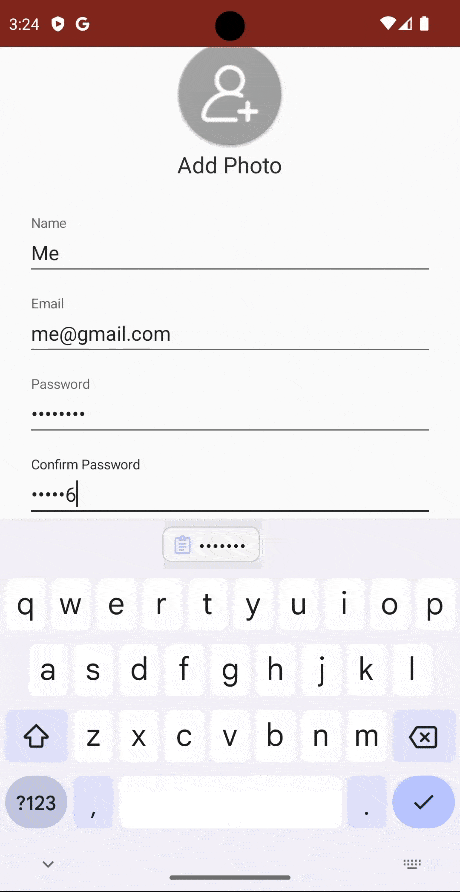 3:24 G
Add Photo
Name
Me
Email
me@gmail.com
Password
••••••••
Confirm Password
•••••6
•••••••
q w e r t y u i o p
a s d f g h j k l
z x c v b n m
?123 , .